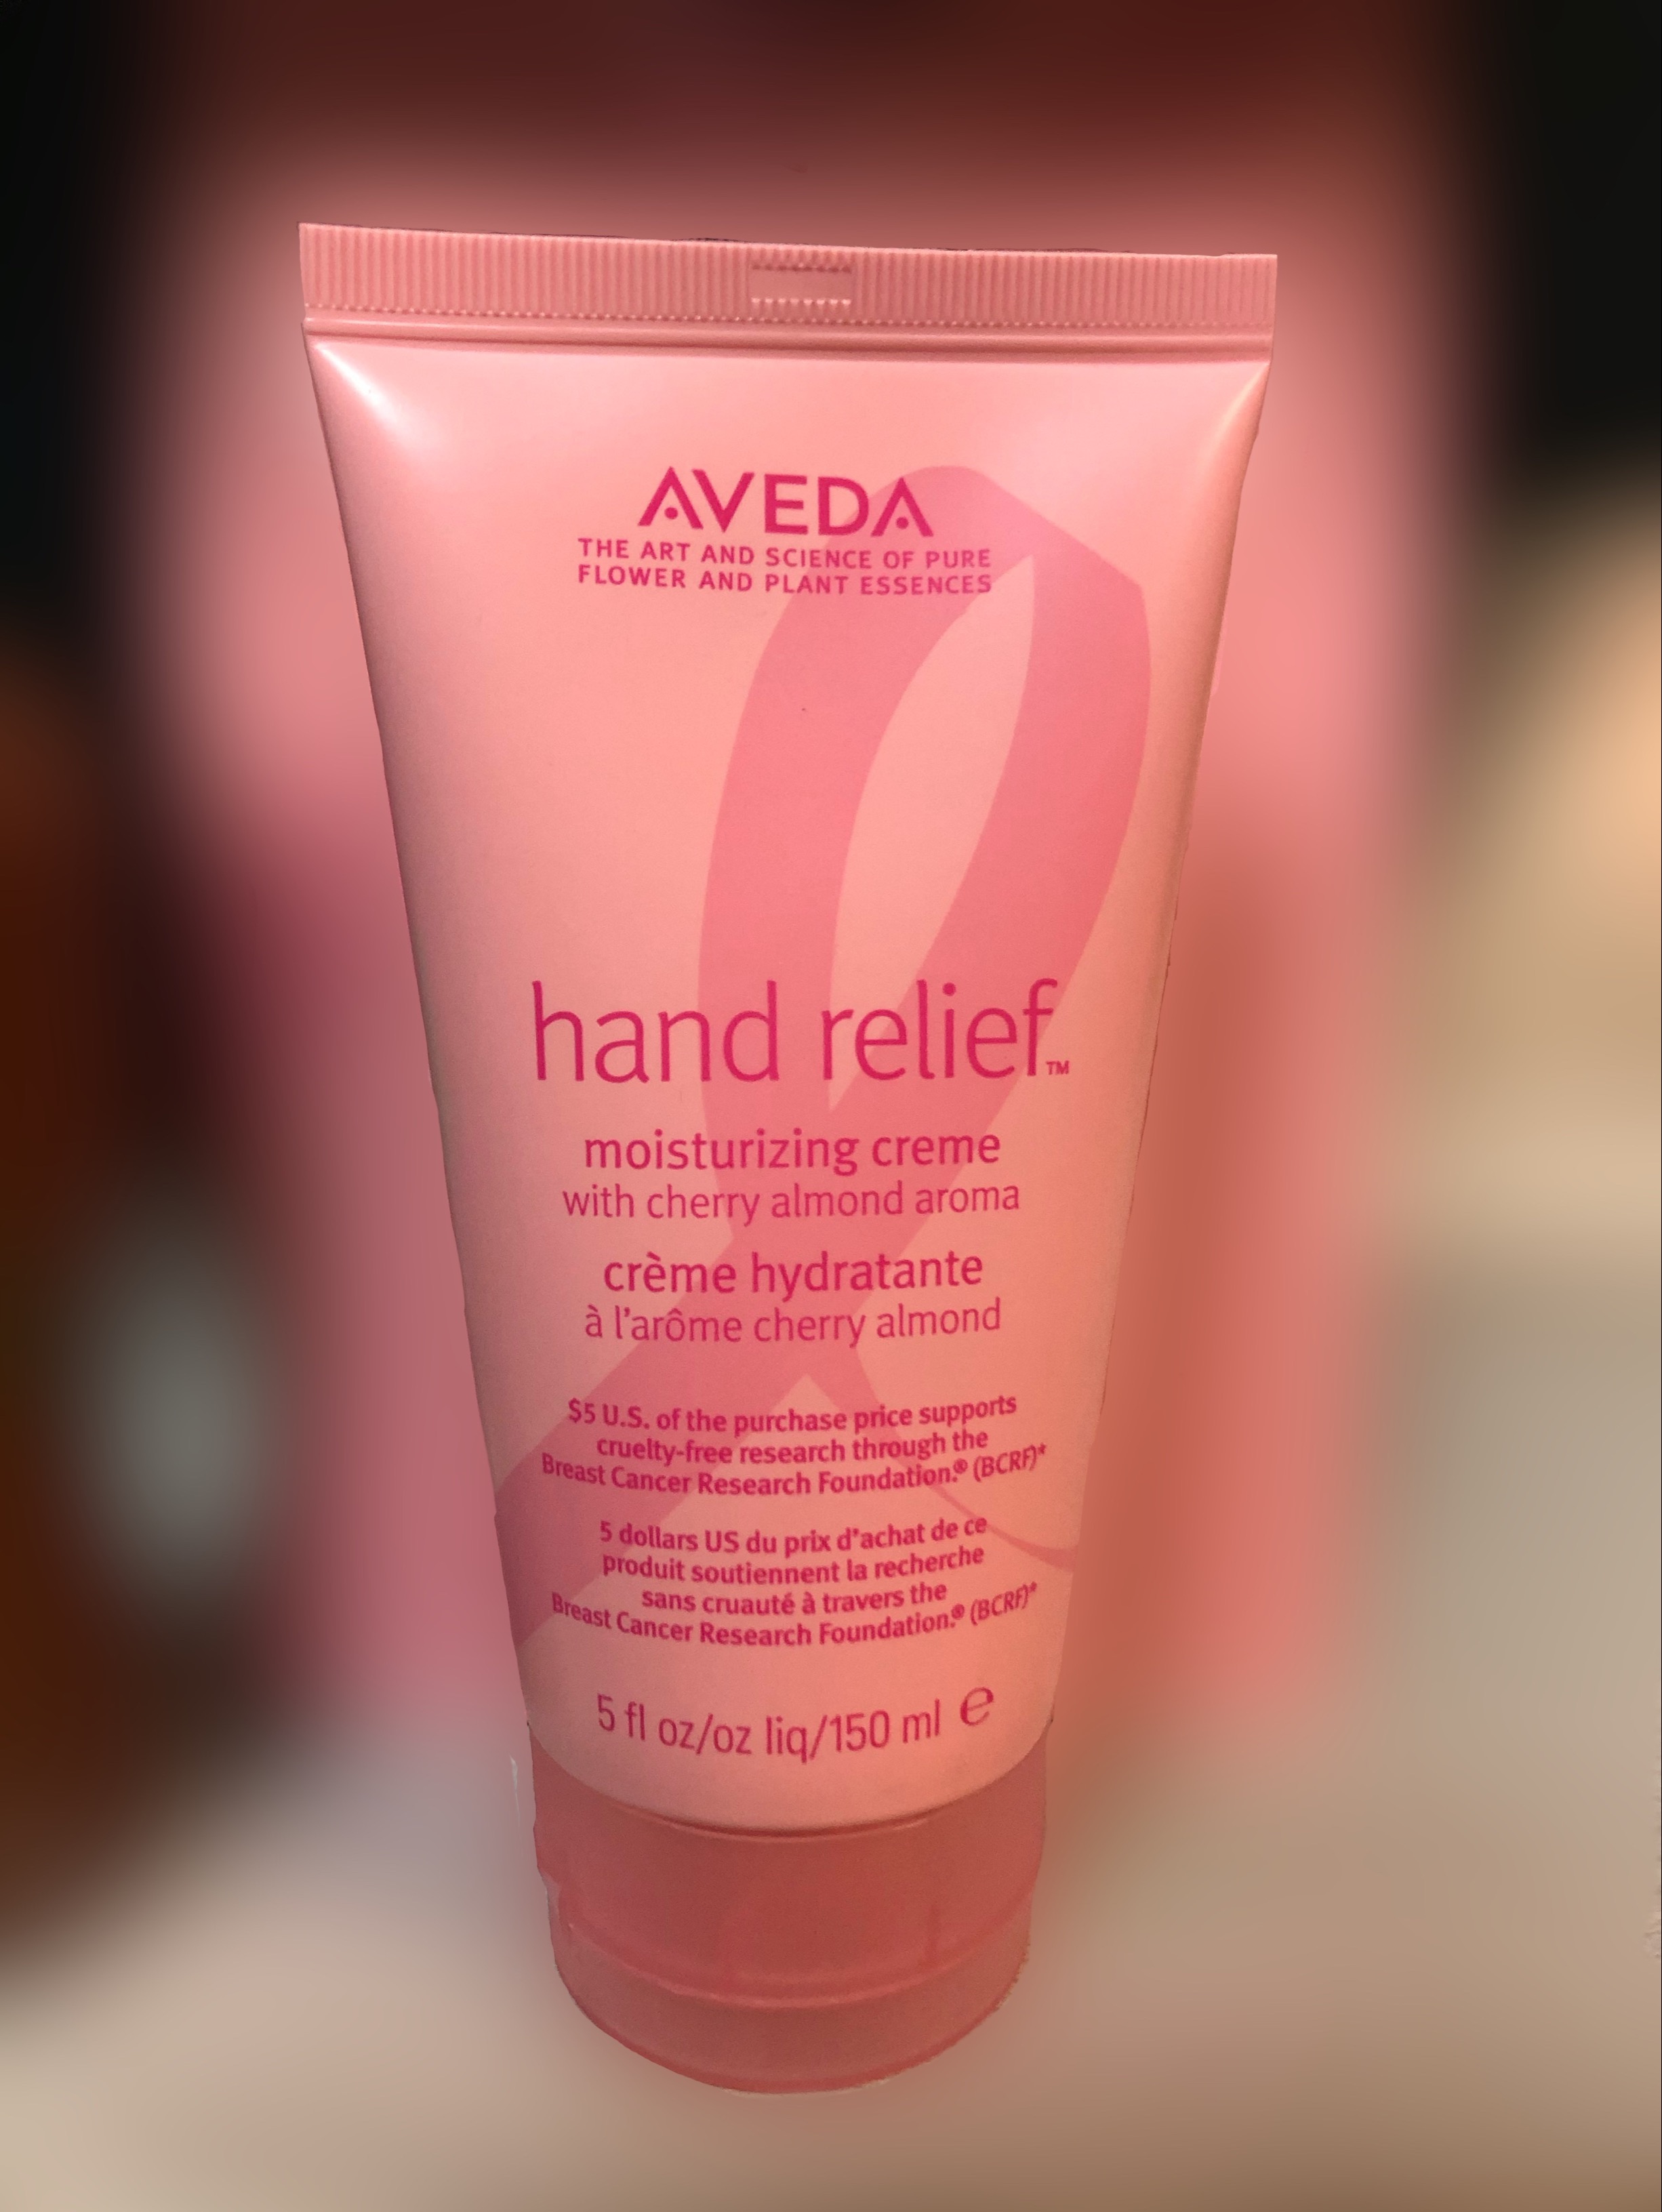 AVEDA
THE ART AND SCIENCE OF PURE
FLOWER AND PLANT ESSENCES
hand relief™
moisturizing creme
with cherry almond aroma
crème hydratante
à l'arôme cherry almond
$5 U.S. of the purchase price supports
cruelty-free research through the
Breast Cancer Research Foundation.® (BCRF)*
5 dollars US du prix d'achat de ce
produit soutiennent la recherche
sans cruauté à travers the
Breast Cancer Research Foundation.® (BCRF)*
5 fl oz/oz liq/150 ml ℮